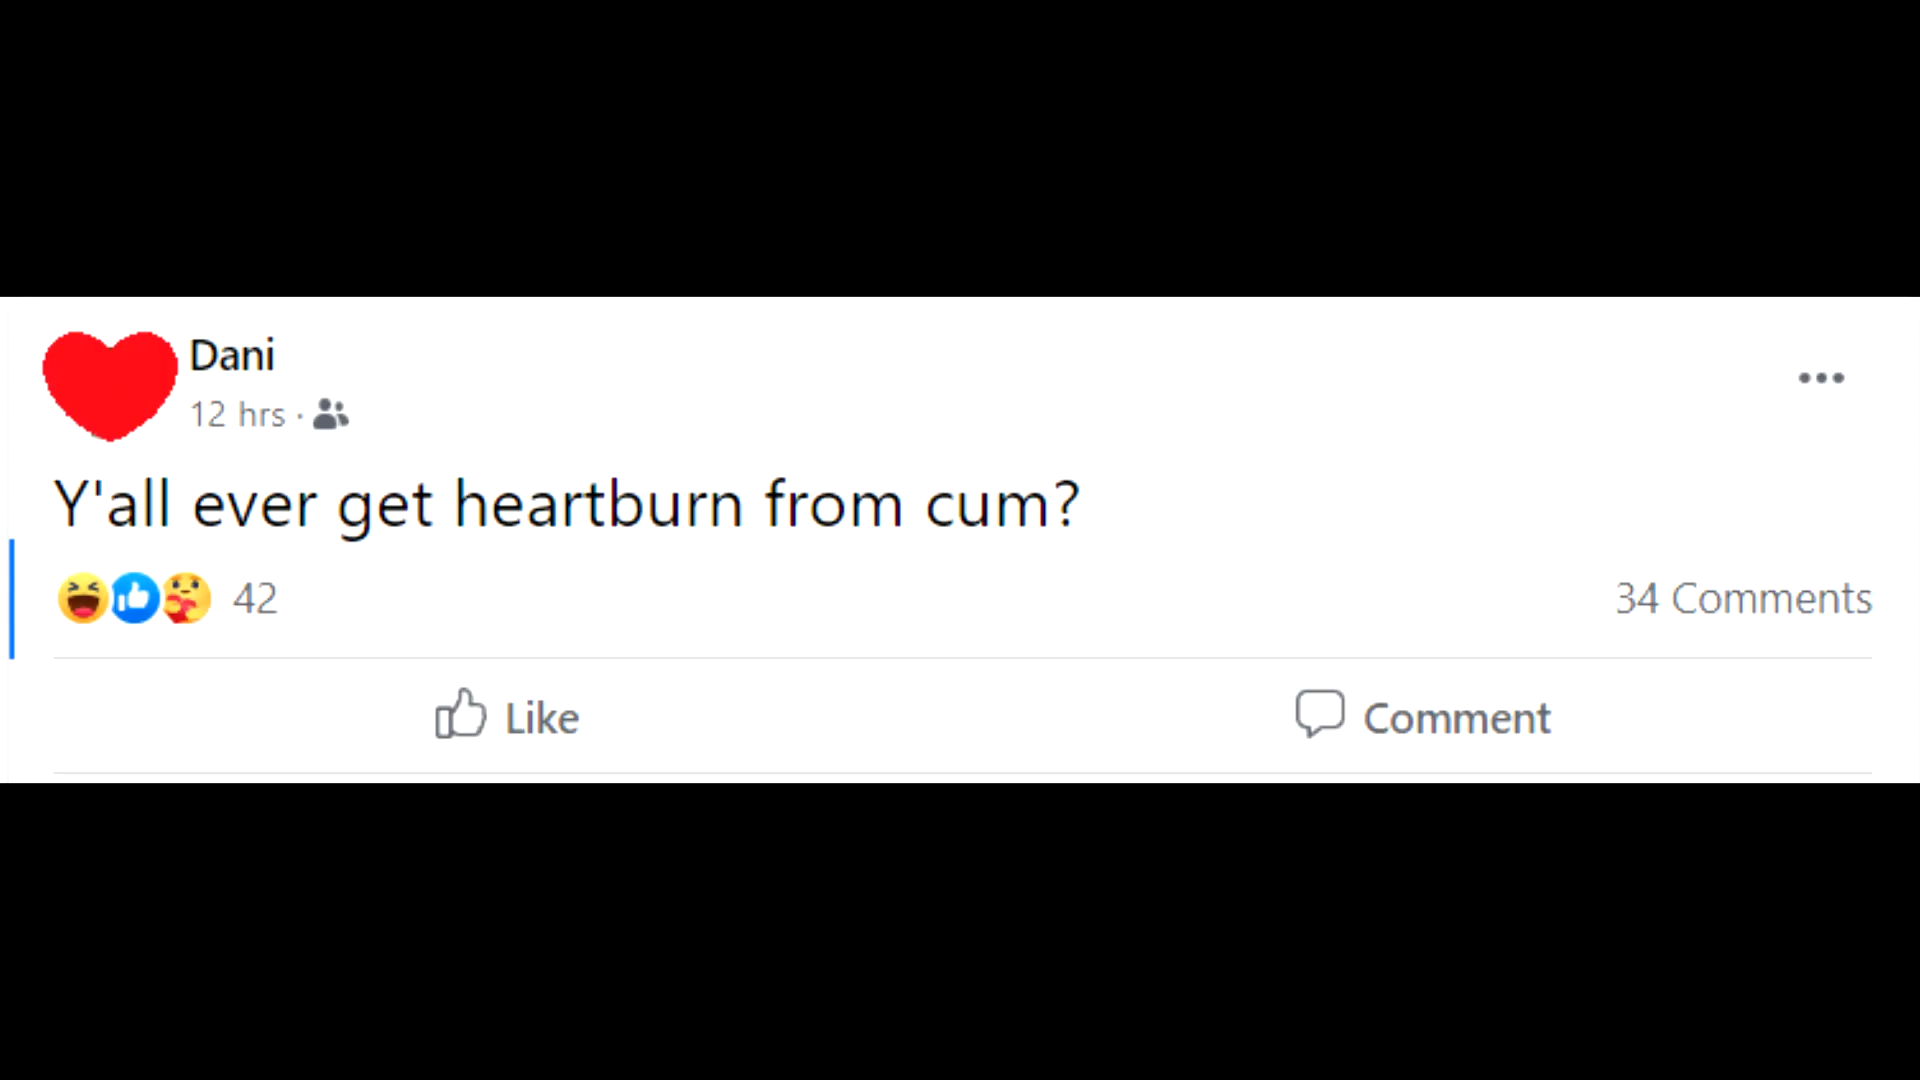 Dani
12 hrs ·
Y'all ever get heartburn from cum?
42
34 Comments
Like
Comment